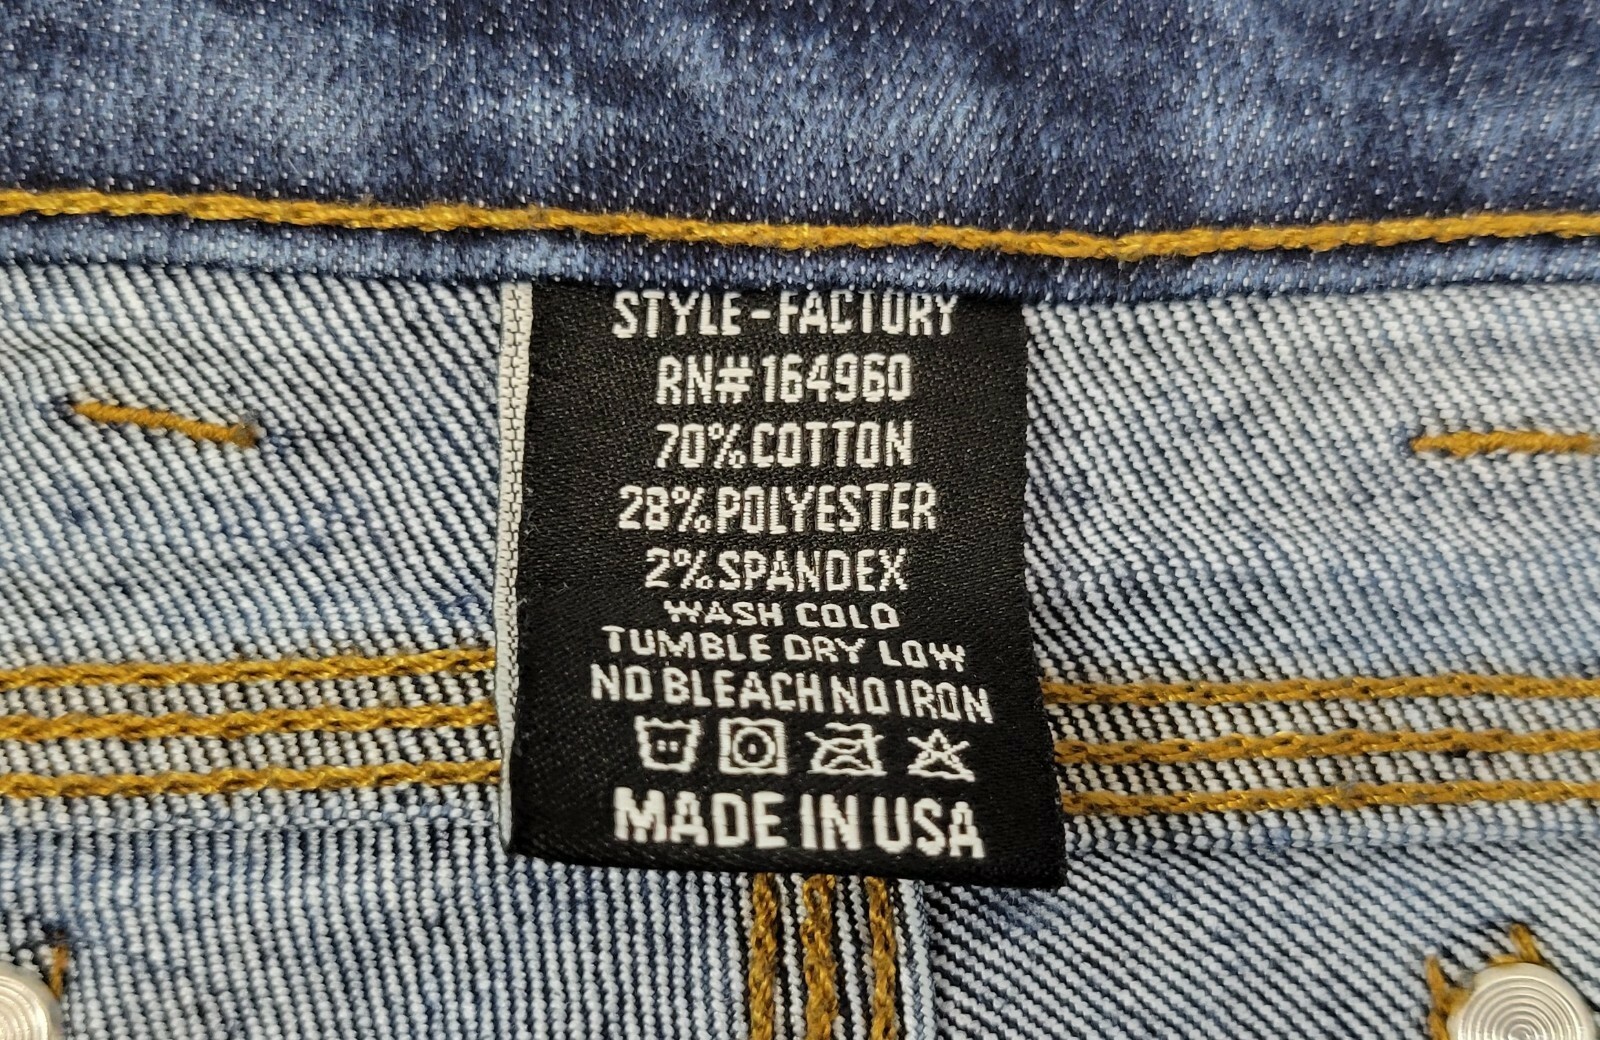 STYLE-FACTORY
RN#164960
70%COTTON
28%POLYESTER
2%SPANDEX
WASH COLD
TUMBLE DRY LOW
NO BLEACH NO IRON
MADE IN USA